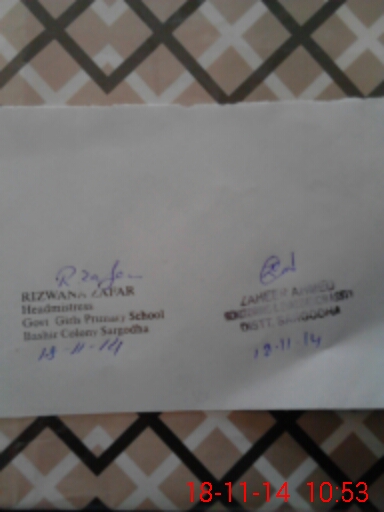 RIZWANA ZAFAR
Headmistress
Govt Girls Primary School
Bashir Colony Sargodha
18-11-14
ZAHEER AHMED
DISTT. SARGODHA
18-11-14
18-11-14 10:53